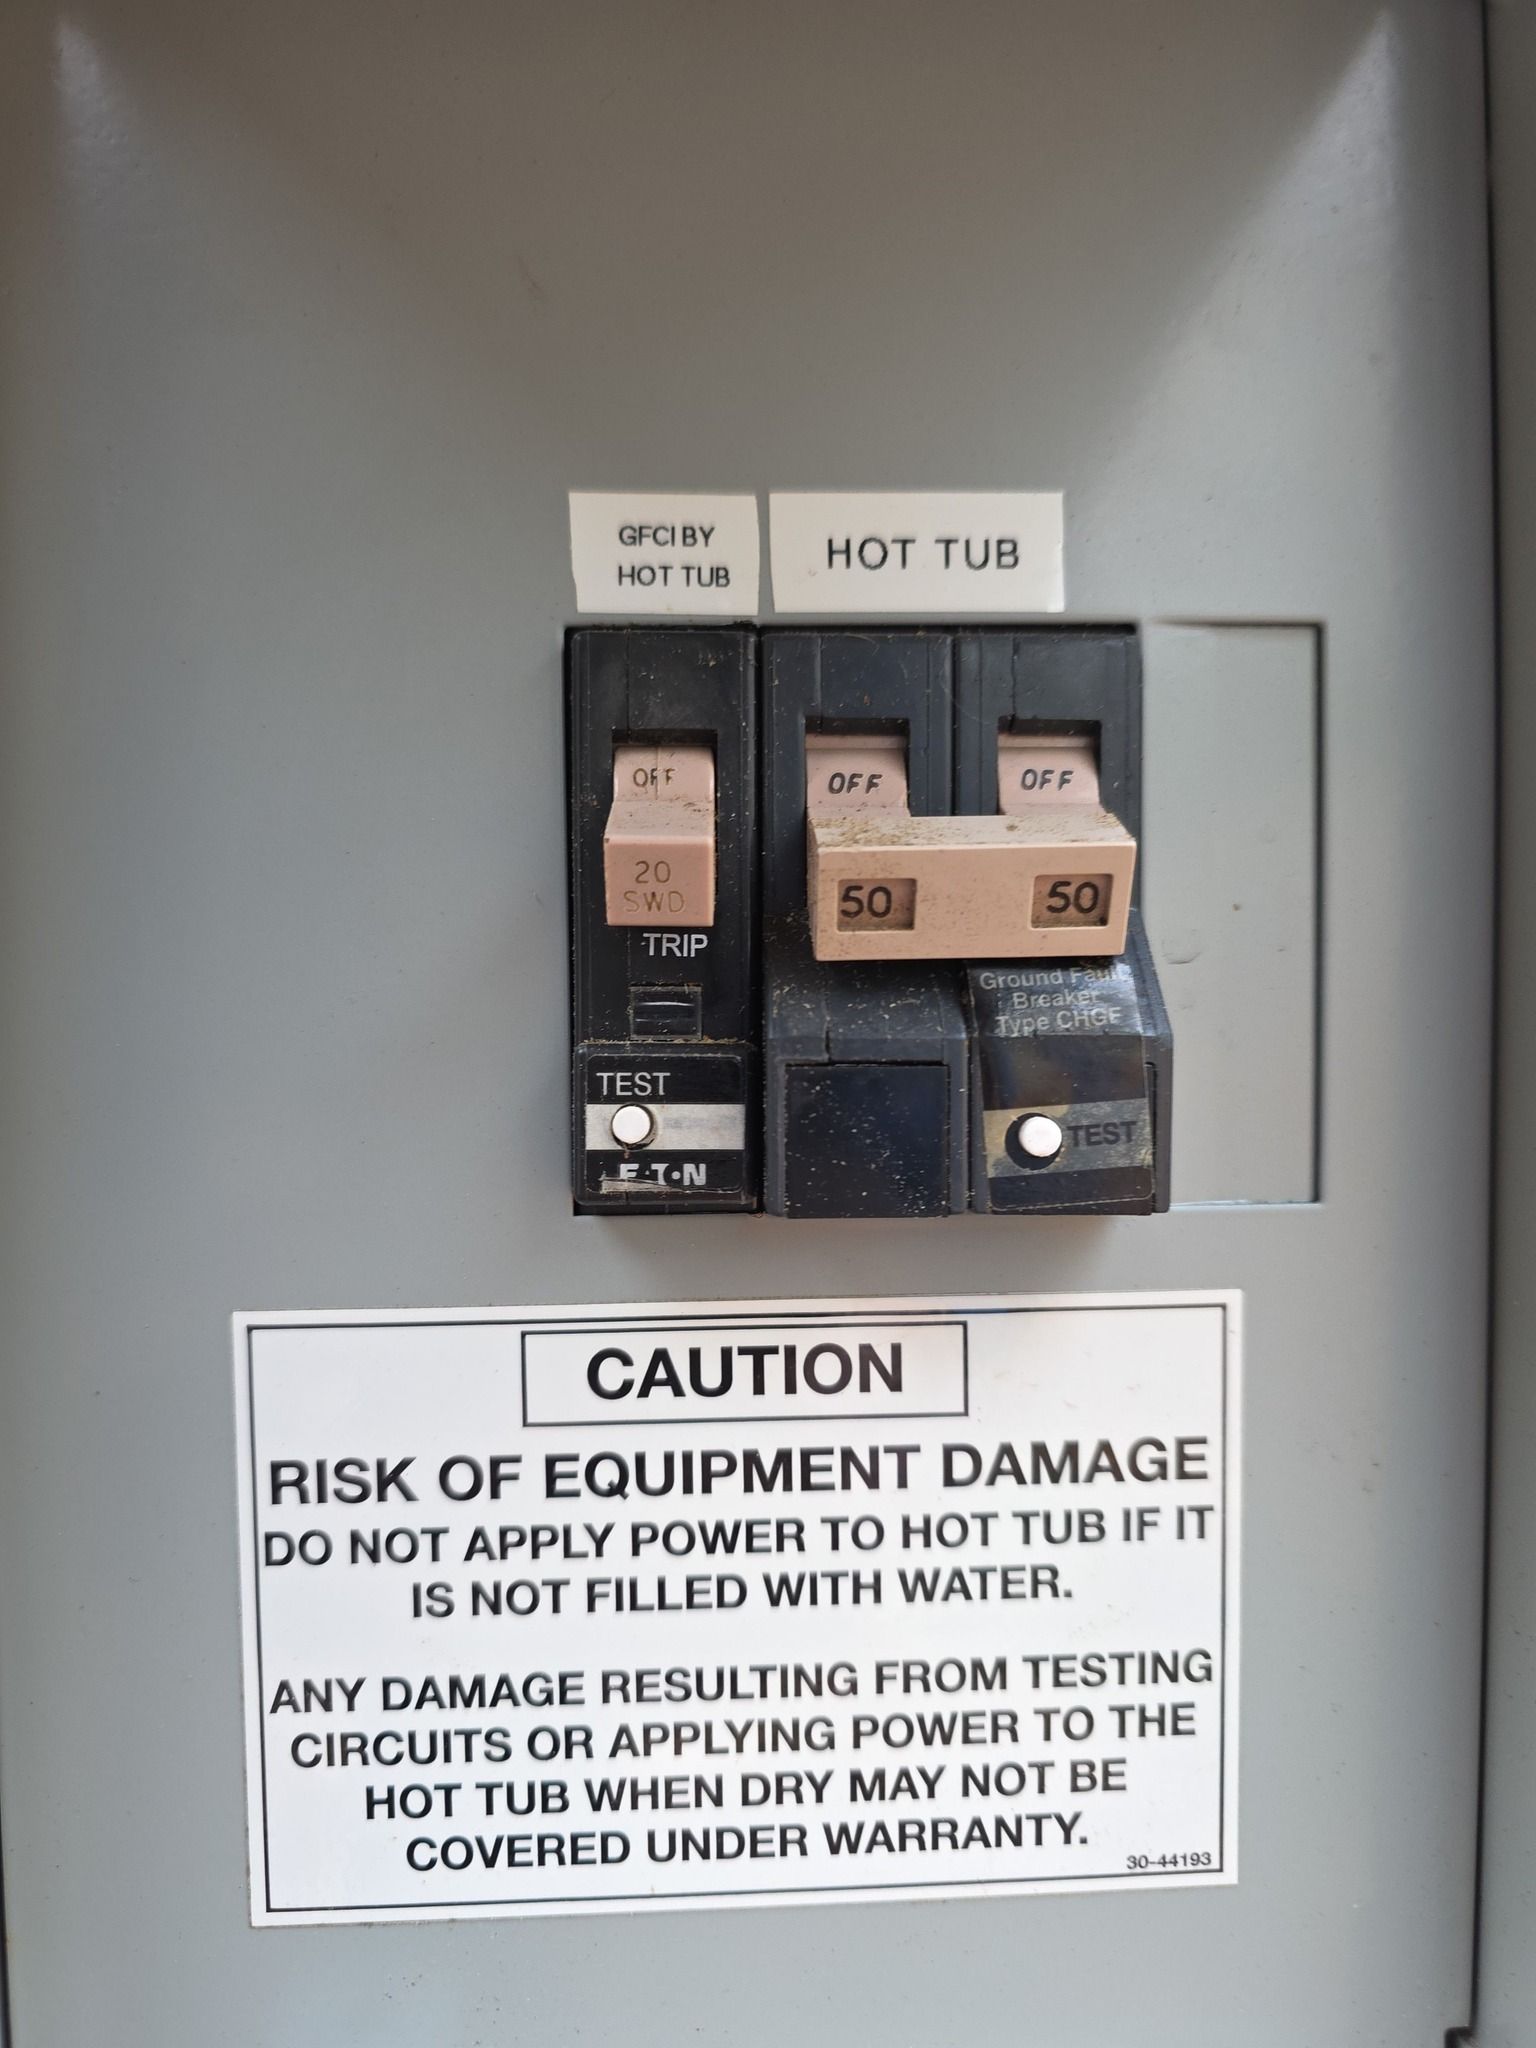 GFCI BY
HOT TUB
HOT TUB
OFF
20
SWD
TRIP
TEST
OFF
OFF
50
50
Ground Fault
Breaker
Type CHGF
TEST
CAUTION
RISK OF EQUIPMENT DAMAGE
DO NOT APPLY POWER TO HOT TUB IF IT
IS NOT FILLED WITH WATER.
ANY DAMAGE RESULTING FROM TESTING
CIRCUITS OR APPLYING POWER TO THE
HOT TUB WHEN DRY MAY NOT BE
COVERED UNDER WARRANTY.
30-44193